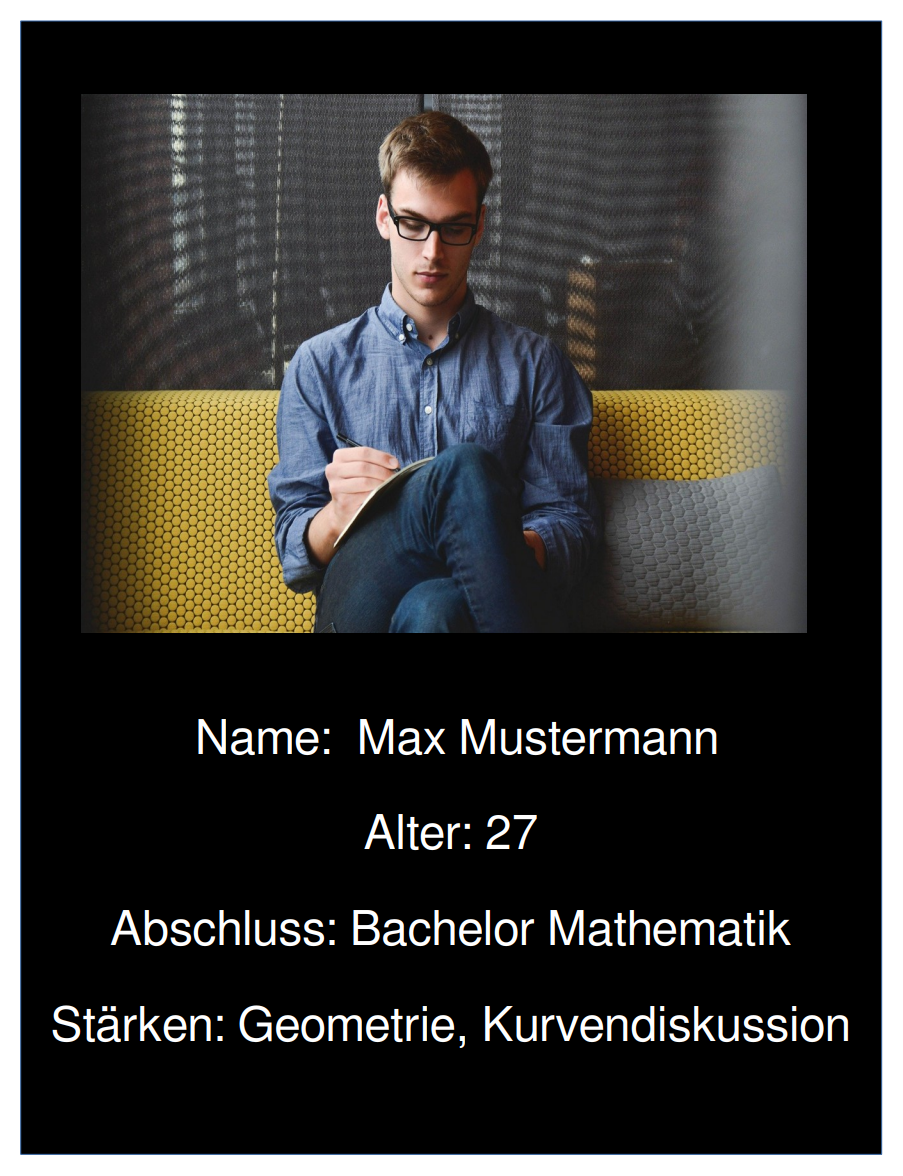 Name:  Max Mustermann
Alter: 27
Abschluss: Bachelor Mathematik
Stärken: Geometrie, Kurvendiskussion